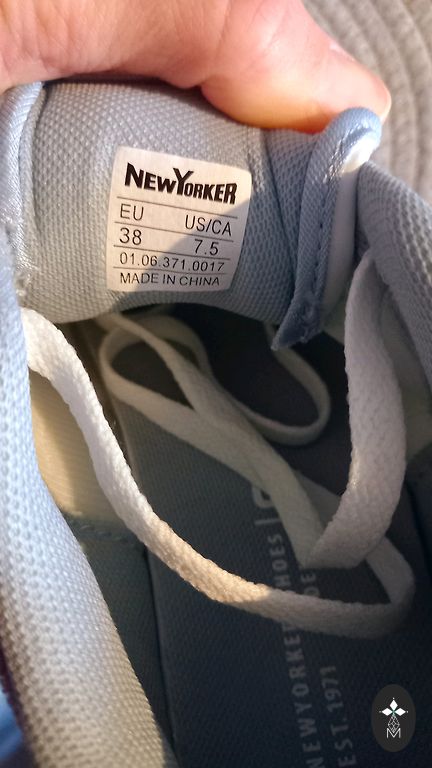 NEWYORKER
EU US/CA
38 7.5
01.06.371.0017
MADE IN CHINA
NEWYORKER SHOES
EST. 1971
M